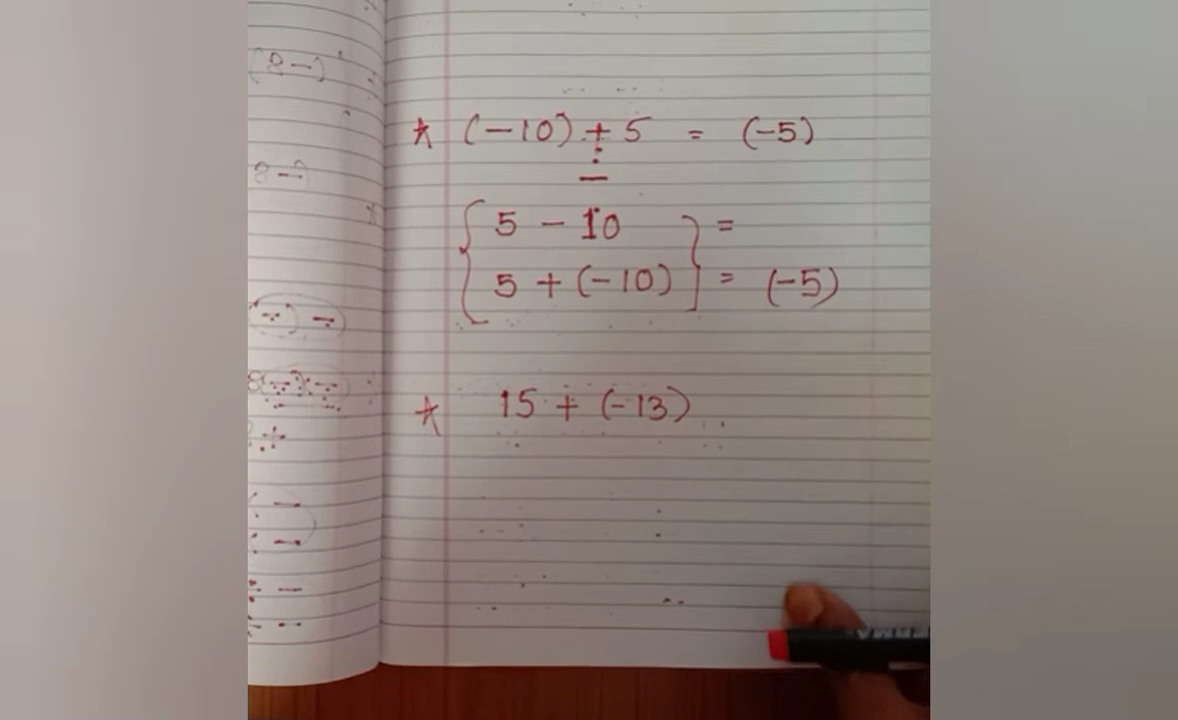 ★ (-10) + 5 = (-5)
5 - 10 =
5 + (-10) = (-5)
★ 15 + (-13)